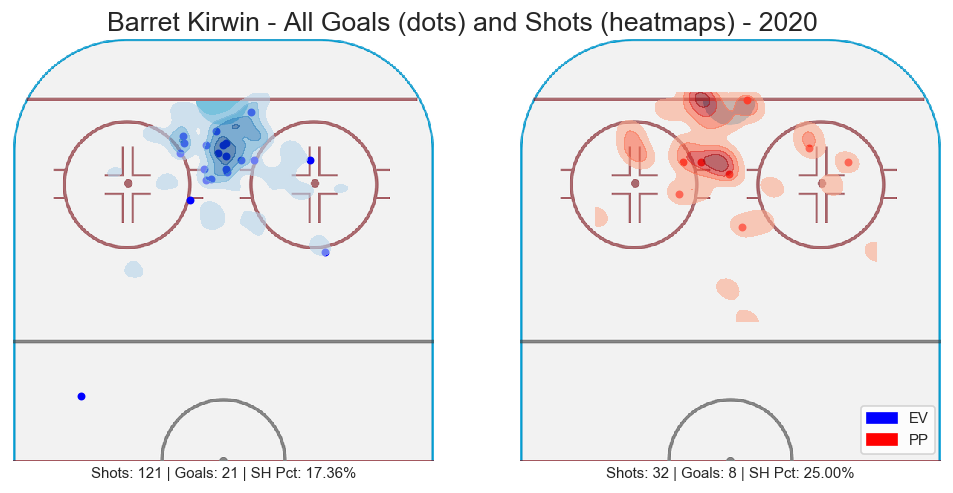 Barret Kirwin - All Goals (dots) and Shots (heatmaps) - 2020
EV
PP
Shots: 121 | Goals: 21 | SH Pct: 17.36%
Shots: 32 | Goals: 8 | SH Pct: 25.00%